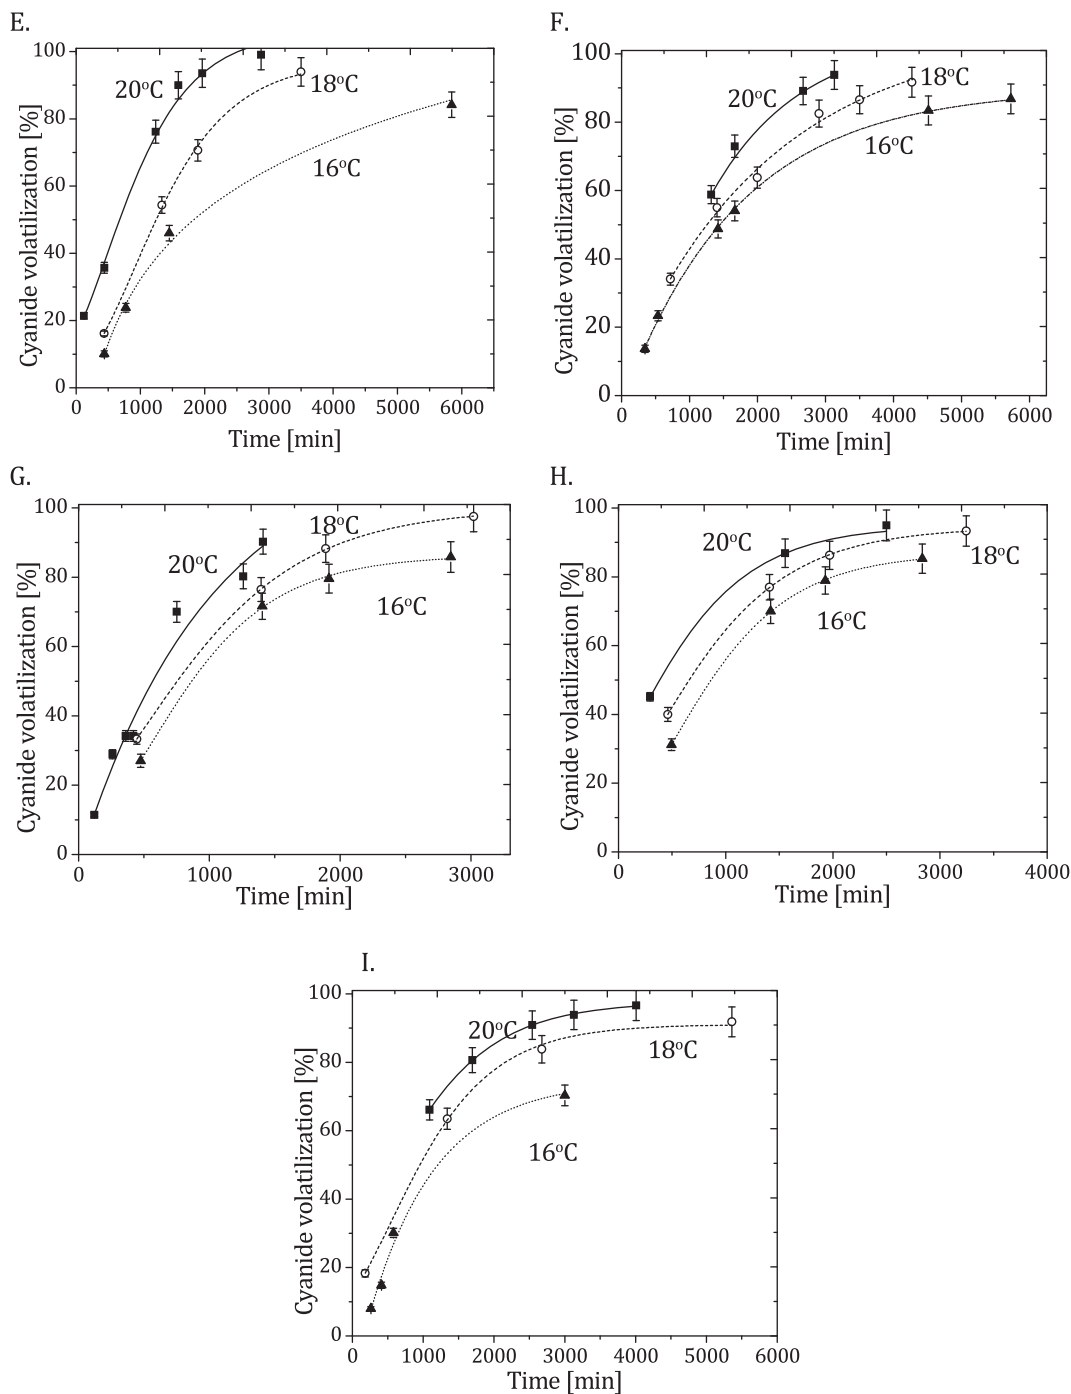 E.
F.
100
80
60
40
20
0
Cyanide volatilization [%]
20°C
18°C
16°C
0 1000 2000 3000 4000 5000 6000
Time [min]
100
80
60
40
20
0
Cyanide volatilization [%]
20°C
18°C
16°C
0 1000 2000 3000 4000 5000 6000
Time [min]
G.
H.
100
80
60
40
20
0
Cyanide volatilization [%]
20°C
18°C
16°C
0 1000 2000 3000
Time [min]
100
80
60
40
20
0
Cyanide volatilization [%]
20°C
18°C
16°C
0 1000 2000 3000 4000
Time [min]
I.
100
80
60
40
20
0
Cyanide volatilization [%]
20°C
18°C
16°C
0 1000 2000 3000 4000 5000 6000
Time [min]